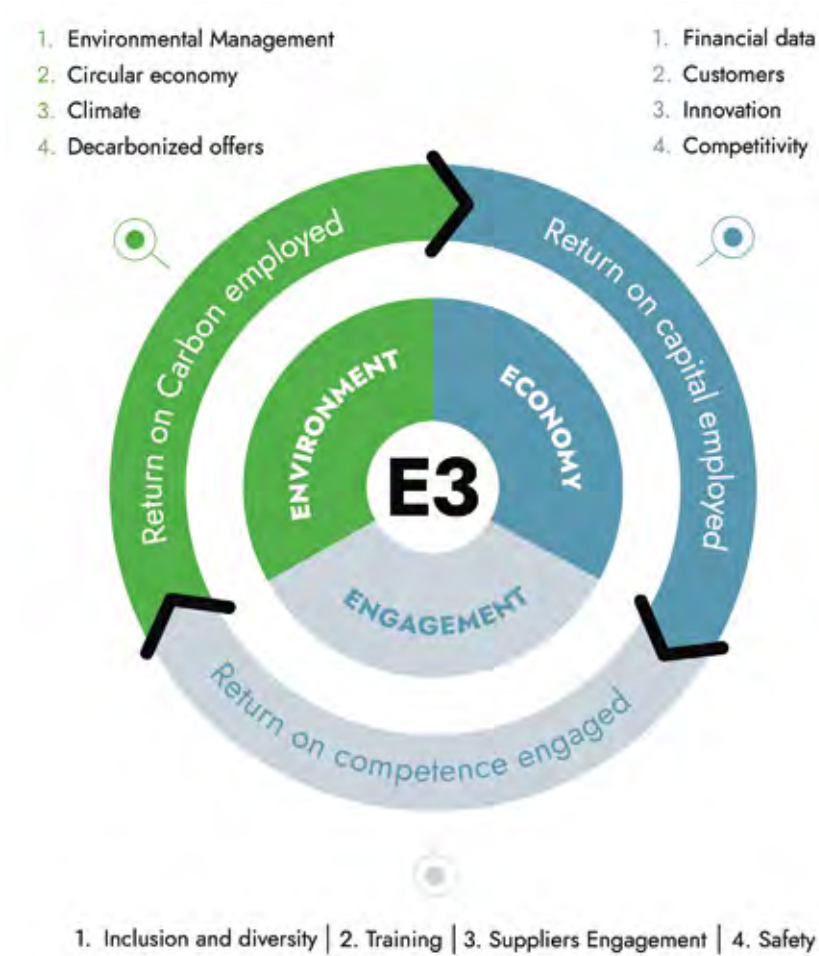 1. Environmental Management
2. Circular economy
3. Climate
4. Decarbonized offers
1. Financial data
2. Customers
3. Innovation
4. Competitivity
Return on Carbon employed
Return on capital employed
ENVIRONMENT
ECONOMY
E3
ENGAGEMENT
Return on competence engaged
1. Inclusion and diversity | 2. Training | 3. Suppliers Engagement | 4. Safety